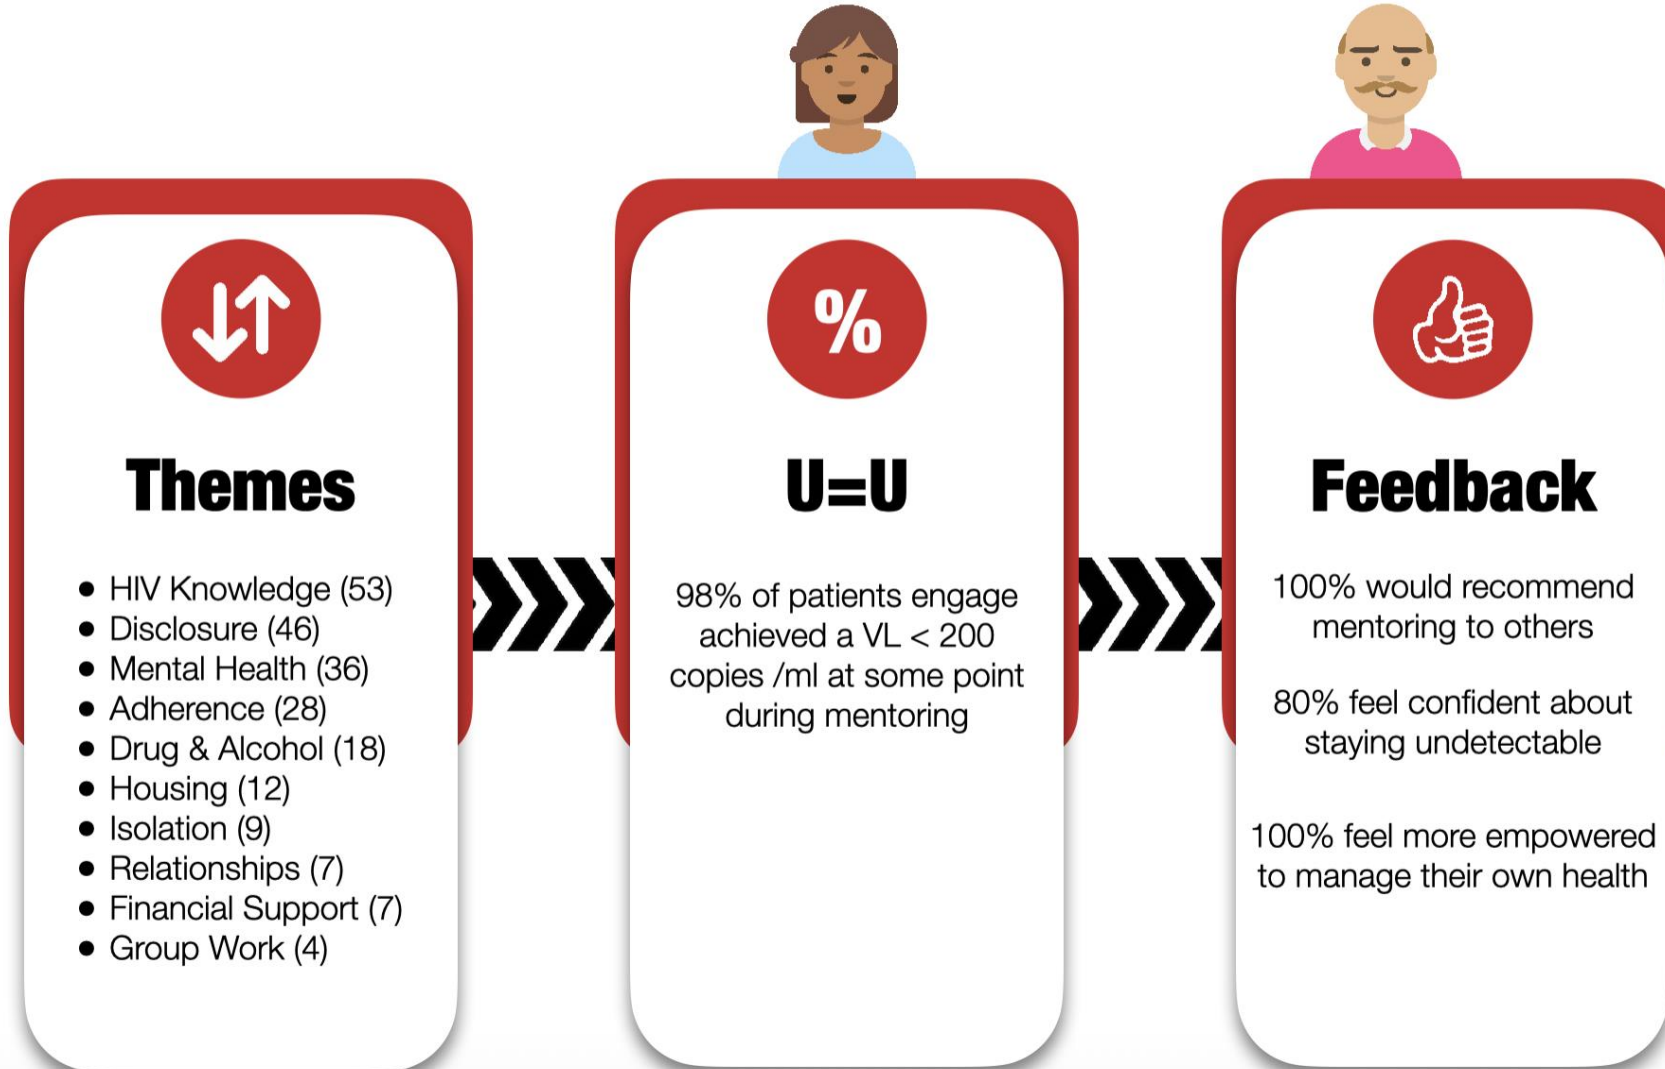 %
Themes
• HIV Knowledge (53)
• Disclosure (46)
• Mental Health (36)
• Adherence (28)
• Drug & Alcohol (18)
• Housing (12)
• Isolation (9)
• Relationships (7)
• Financial Support (7)
• Group Work (4)
U=U
98% of patients engage
achieved a VL < 200
copies /ml at some point
during mentoring
Feedback
100% would recommend
mentoring to others
80% feel confident about
staying undetectable
100% feel more empowered
to manage their own health